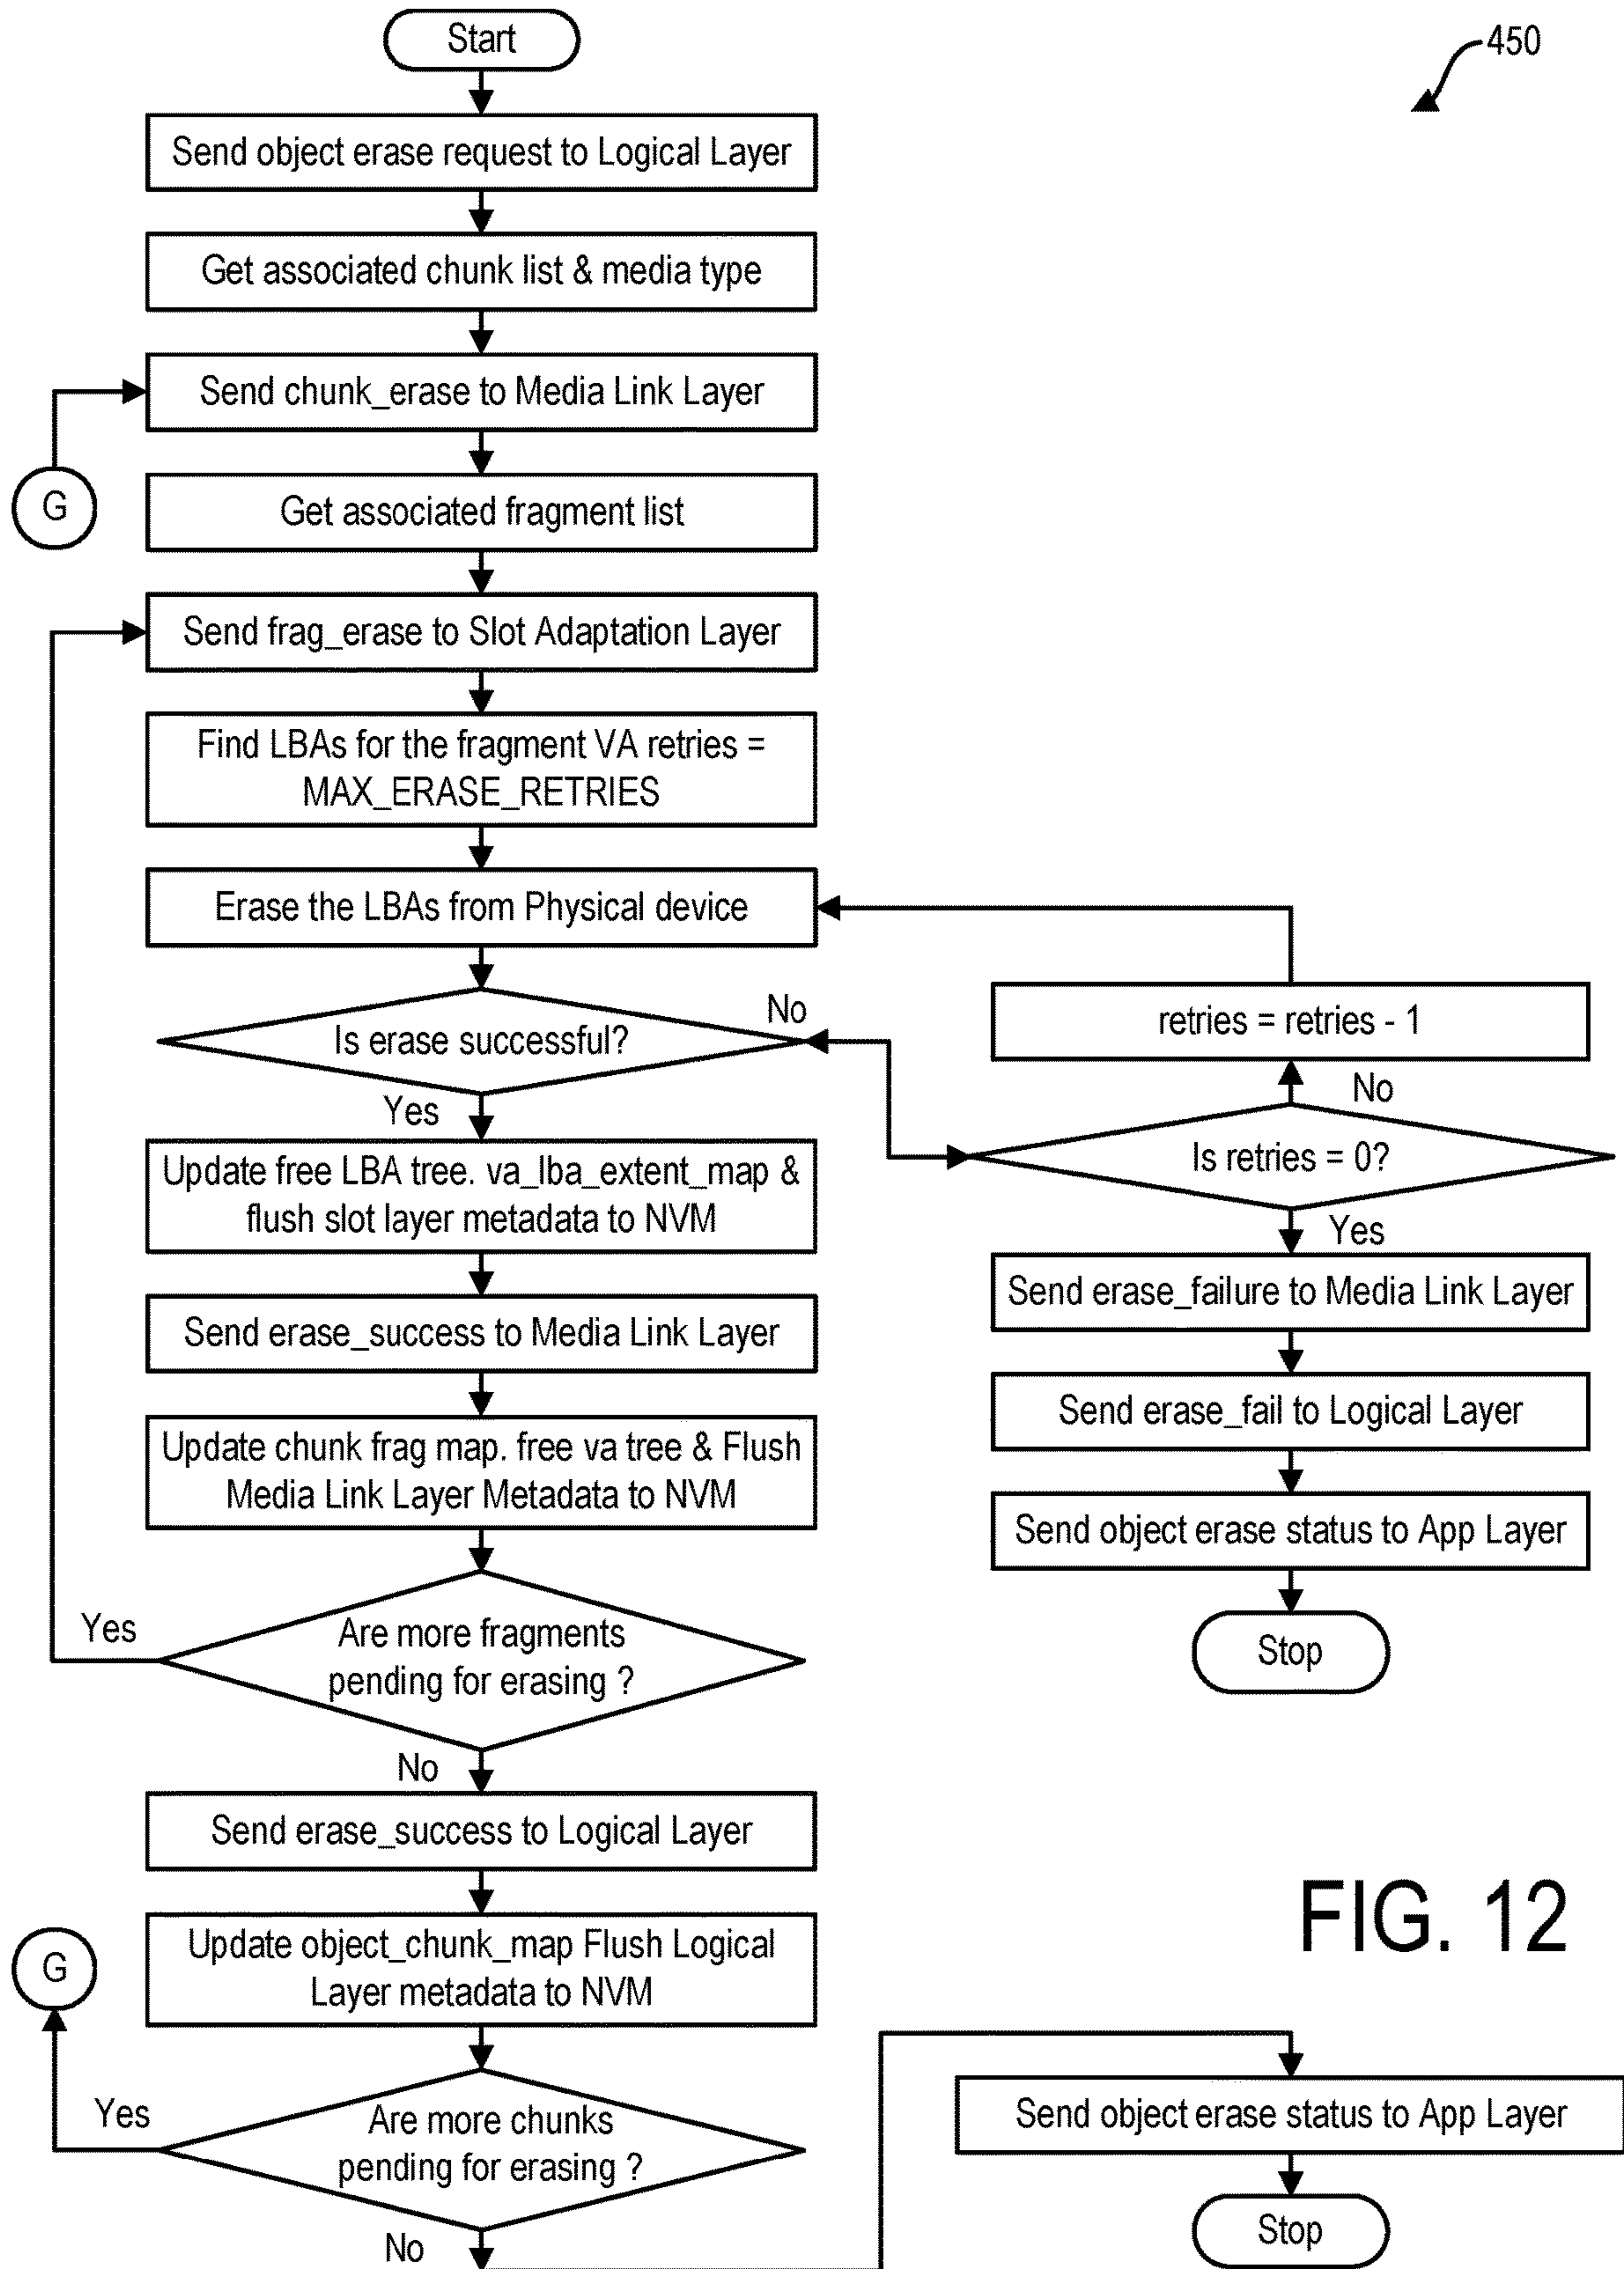 Start
450
Send object erase request to Logical Layer
Get associated chunk list & media type
Send chunk_erase to Media Link Layer
G
Get associated fragment list
Send frag_erase to Slot Adaptation Layer
Find LBAs for the fragment VA retries =
MAX_ERASE_RETRIES
Erase the LBAs from Physical device
Is erase successful?
No
Yes
retries = retries - 1
No
Is retries = 0?
Yes
Update free LBA tree. va_lba_extent_map &
flush slot layer metadata to NVM
Send erase_success to Media Link Layer
Update chunk frag map. free va tree & Flush
Media Link Layer Metadata to NVM
Send erase_failure to Media Link Layer
Send erase_fail to Logical Layer
Send object erase status to App Layer
Stop
Are more fragments
pending for erasing ?
Yes
No
Send erase_success to Logical Layer
Update object_chunk_map Flush Logical
Layer metadata to NVM
G
Are more chunks
pending for erasing ?
Yes
No
Send object erase status to App Layer
Stop
FIG. 12